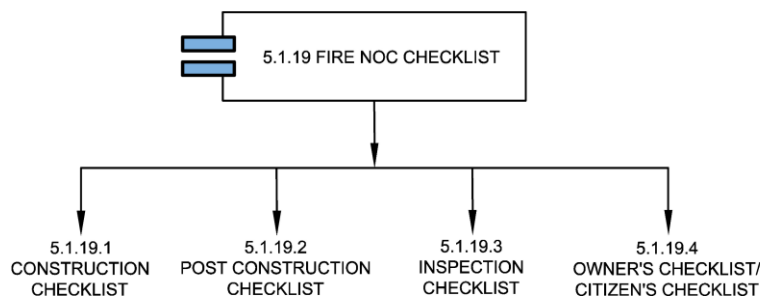 5.1.19 FIRE NOC CHECKLIST
5.1.19.1
CONSTRUCTION
CHECKLIST
5.1.19.2
POST CONSTRUCTION
CHECKLIST
5.1.19.3
INSPECTION
CHECKLIST
5.1.19.4
OWNER'S CHECKLIST/
CITIZEN'S CHECKLIST